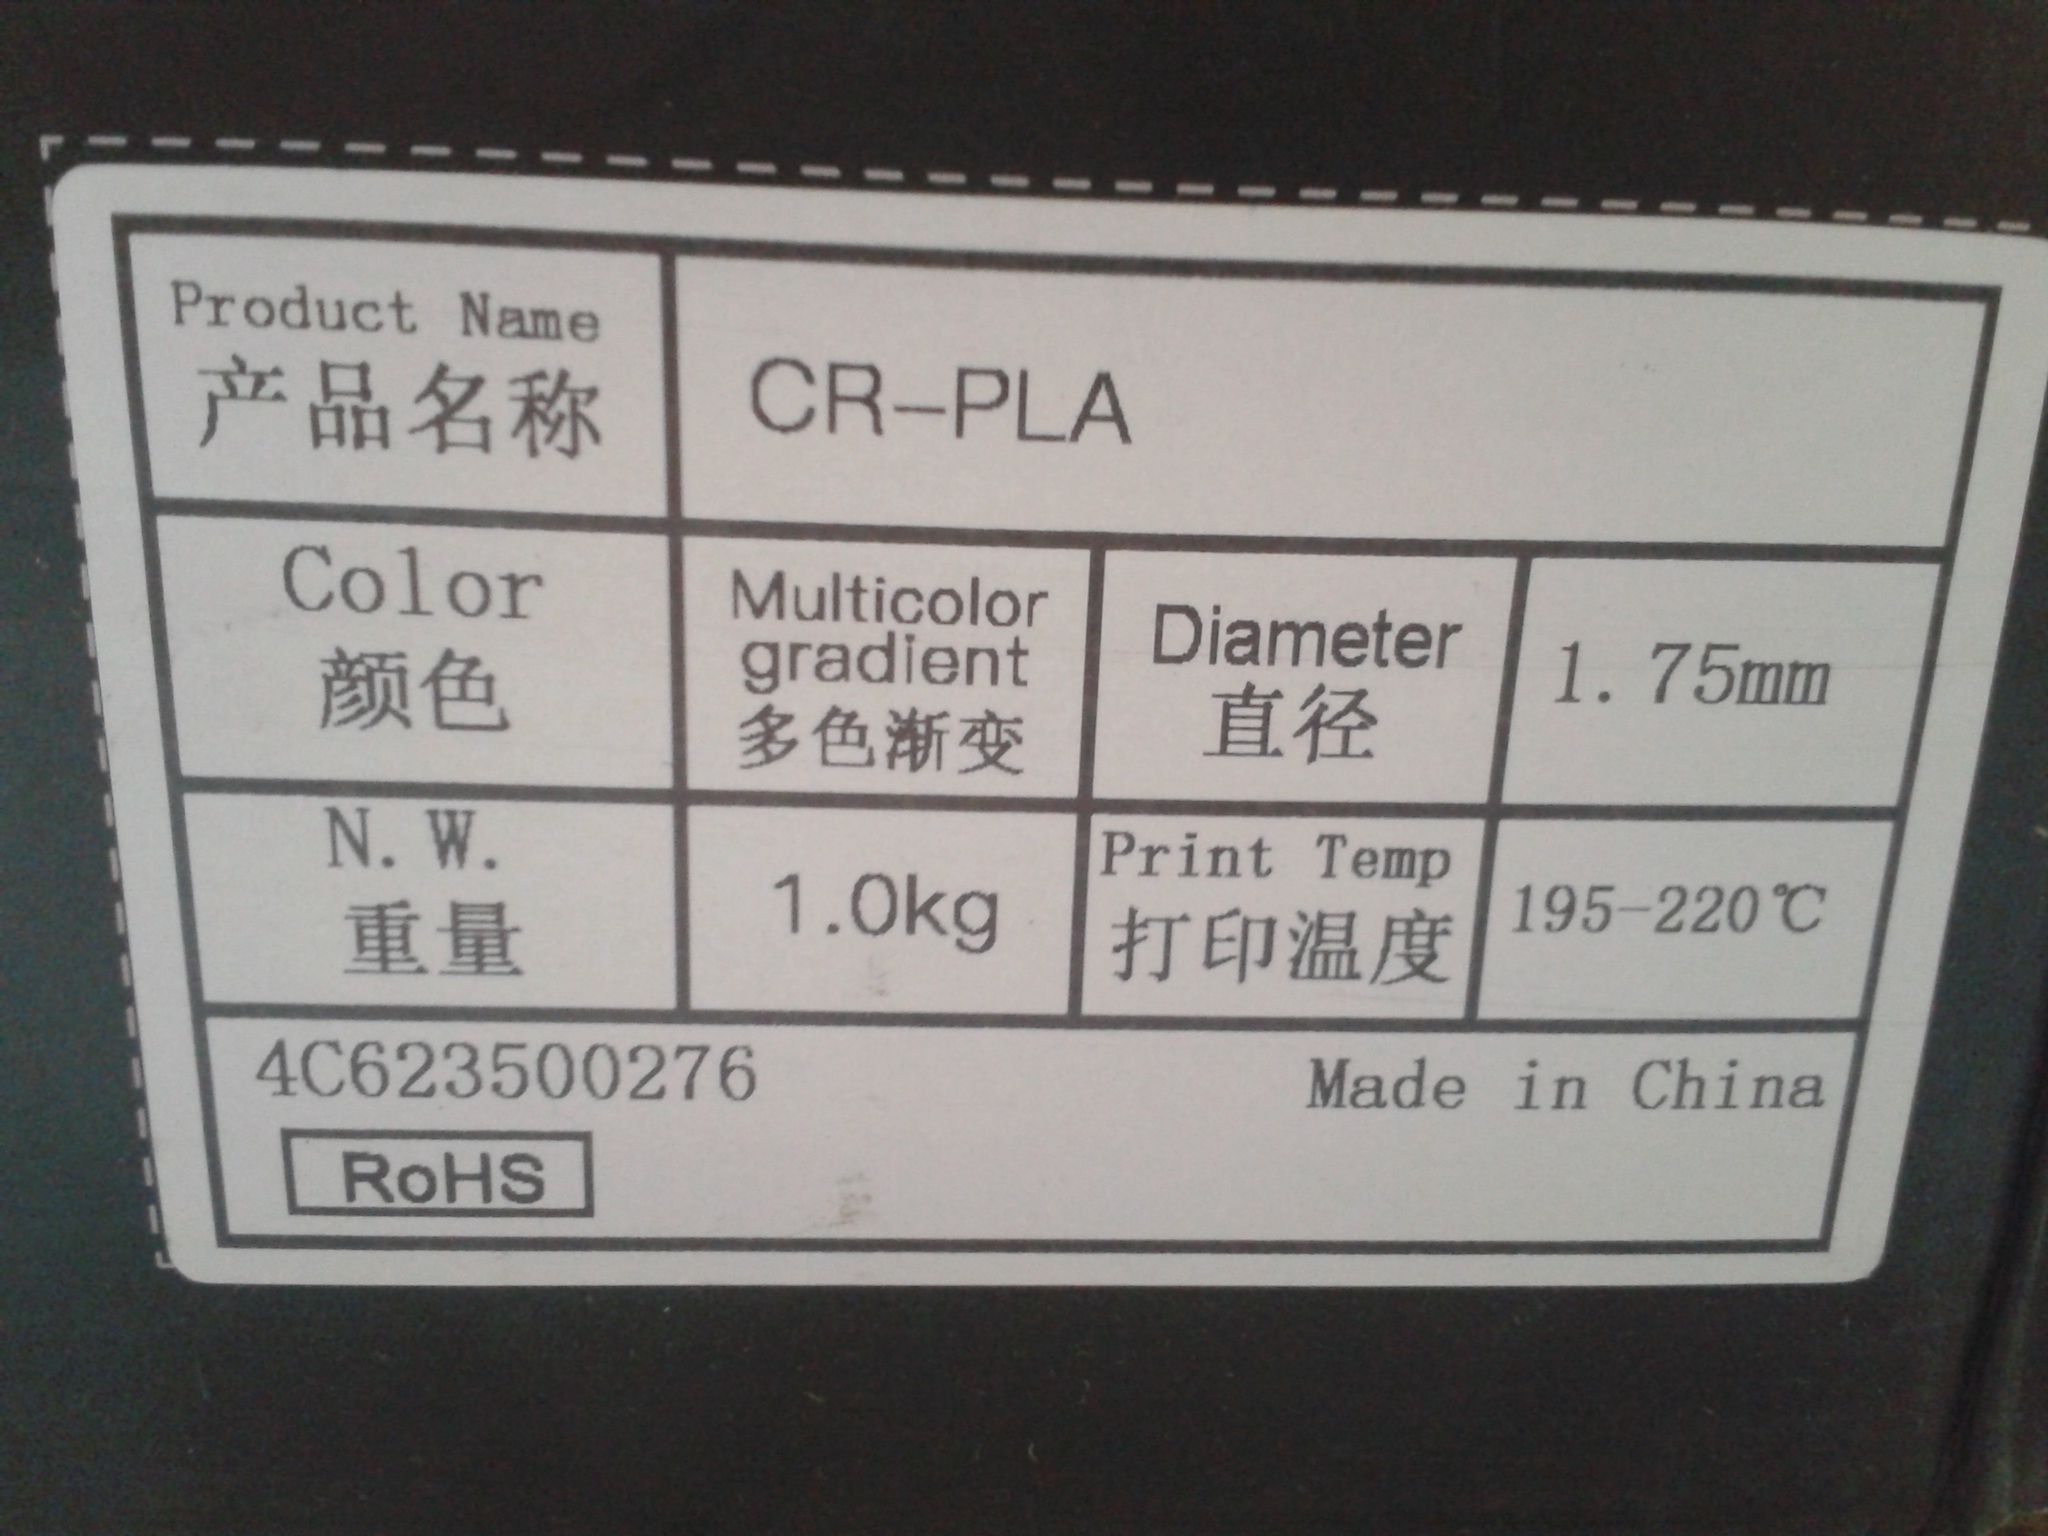 Product Name
产品名称
CR-PLA
Color
颜色
Multicolor
gradient
多色渐变
Diameter
直径
1.75mm
N.W.
重量
1.0kg
Print Temp
打印温度
195-220℃
4C623500276
Made in China
RoHS